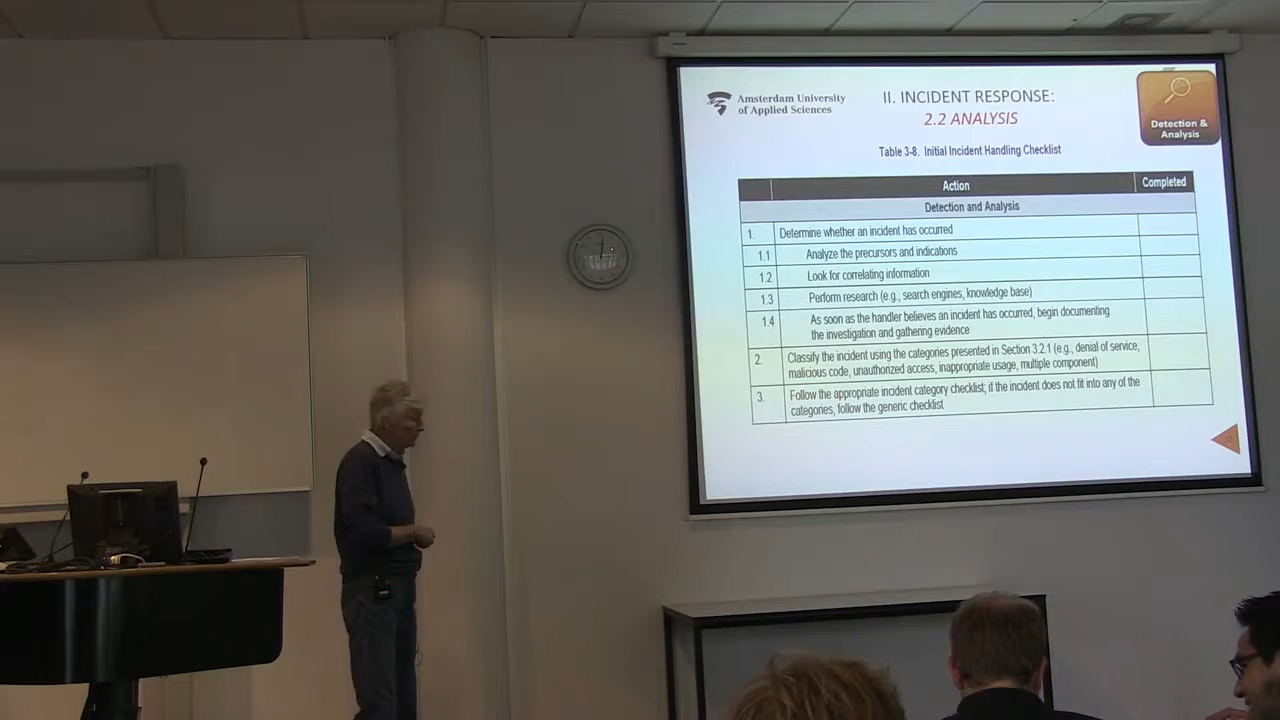 Amsterdam University
of Applied Sciences
II. INCIDENT RESPONSE:
2.2 ANALYSIS
Detection &
Analysis
Table 3-8. Initial Incident Handling Checklist
Action Completed
Detection and Analysis
1. Determine whether an incident has occurred
1.1 Analyze the precursors and indications
1.2 Look for correlating information
1.3 Perform research (e.g., search engines, knowledge base)
1.4 As soon as the handler believes an incident has occurred, begin documenting
the investigation and gathering evidence
2. Classify the incident using the categories presented in Section 3.2.1 (e.g., denial of service,
malicious code, unauthorized access, inappropriate usage, multiple component)
3. Follow the appropriate incident category checklist; if the incident does not fit into any of the
categories, follow the generic checklist